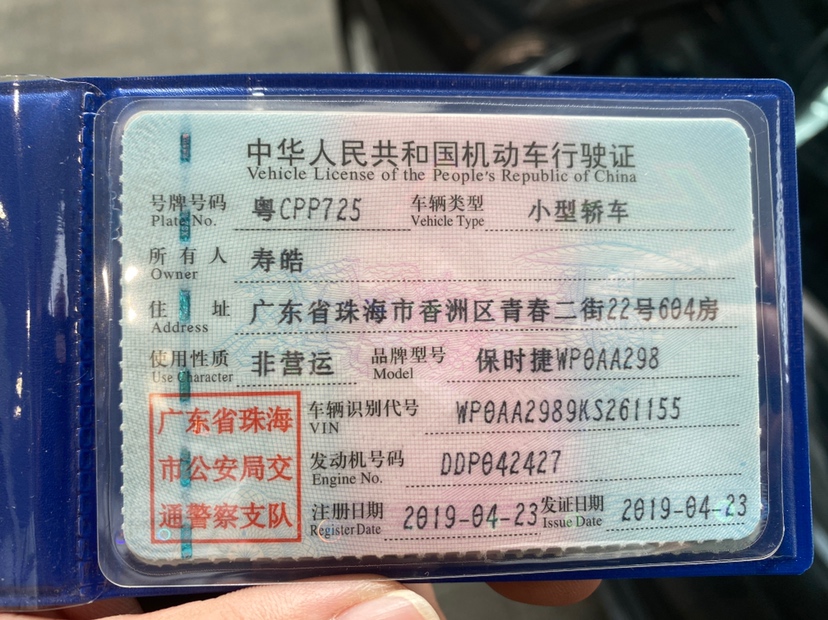 中华人民共和国机动车行驶证
Vehicle License of the People's Republic of China
号牌号码 粤CPP725 车辆类型 小型轿车
Plate No. Vehicle Type
所有人 寿皓
Owner
住址 广东省珠海市香洲区青春二街22号604房
Address
使用性质 非营运 品牌型号 保时捷WP0AA298
Use Character Model
广东省珠海
市公安局交
通警察支队
车辆识别代号 WP0AA2989KS261155
VIN
发动机号码 DDP042427
Engine No.
注册日期 2019-04-23 发证日期 2019-04-23
Register Date Issue Date